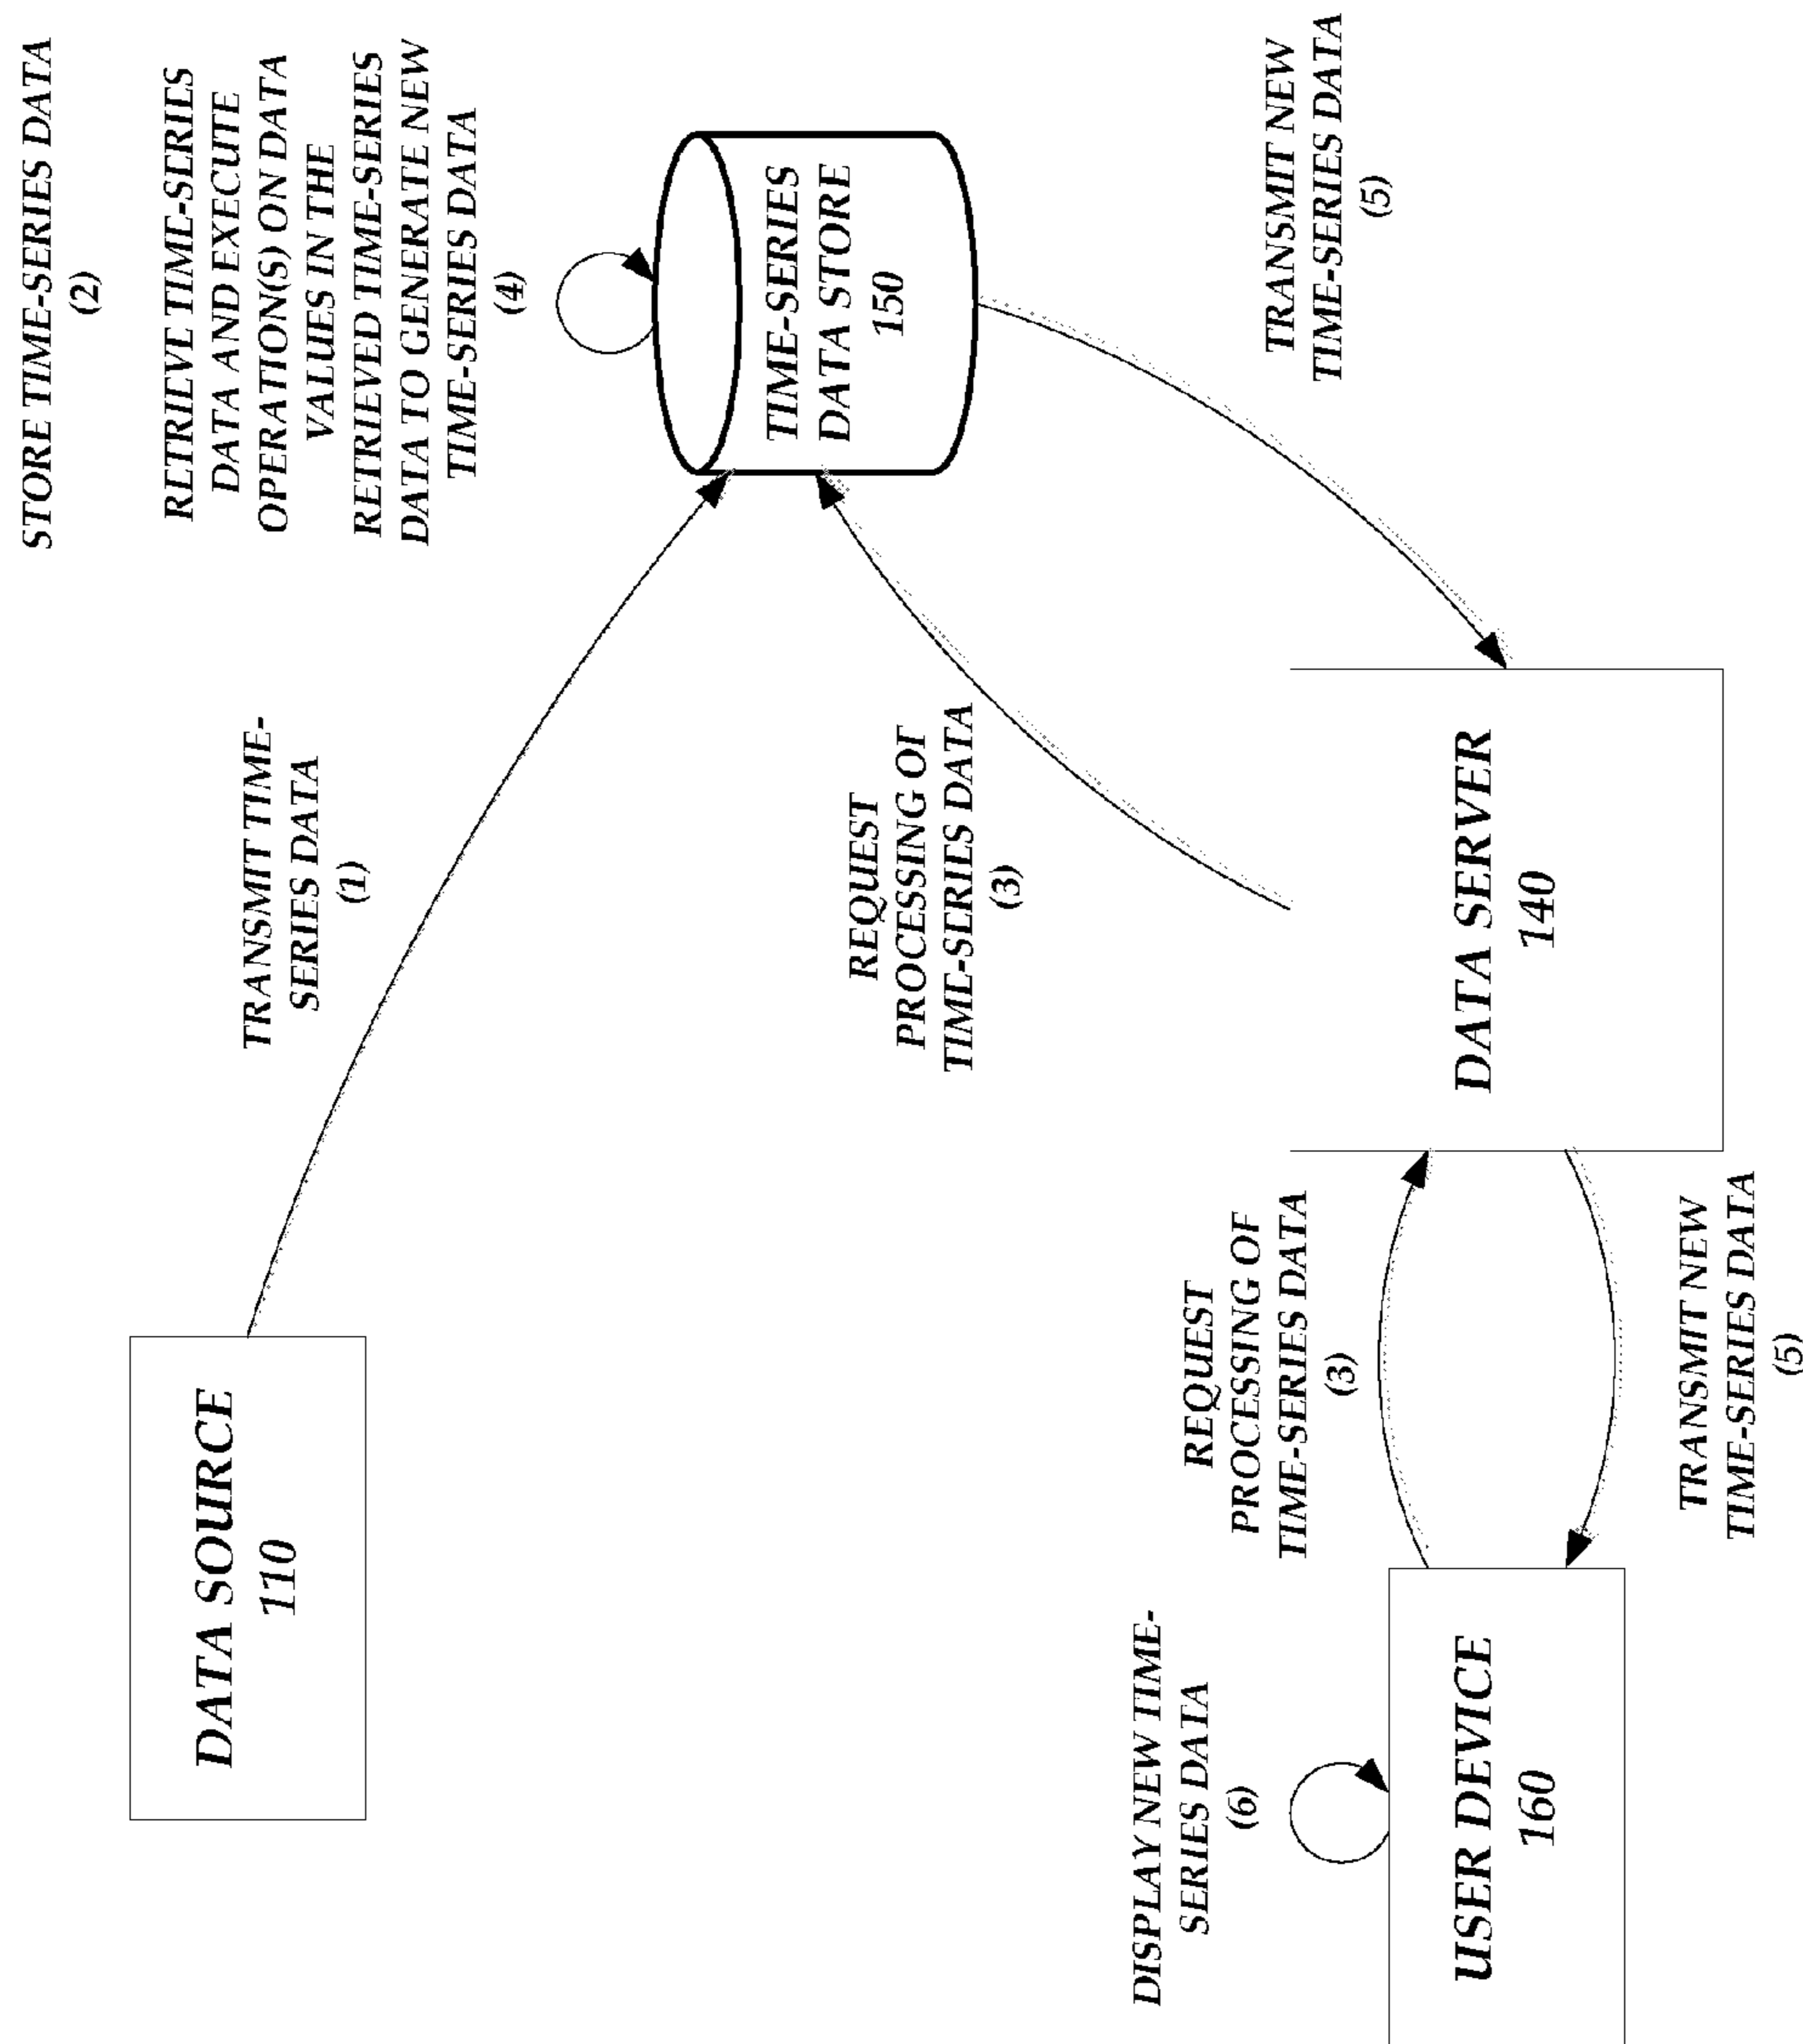 STORE TIME-SERIES DATA
(2)
RETRIEVE TIME-SERIES
DATA AND EXECUTE
OPERATION(S) ON DATA
VALUES IN THE
RETRIEVED TIME-SERIES
DATA TO GENERATE NEW
TIME-SERIES DATA
(4)
TRANSMIT TIME-
SERIES DATA
(1)
DATA SOURCE
110
TIME-SERIES
DATA STORE
150
REQUEST
PROCESSING OF
TIME-SERIES DATA
(3)
TRANSMIT NEW
TIME-SERIES DATA
(5)
DISPLAY NEW TIME-
SERIES DATA
(6)
REQUEST
PROCESSING OF
TIME-SERIES DATA
(3)
USER DEVICE
160
DATA SERVER
140
TRANSMIT NEW
TIME-SERIES DATA
(5)